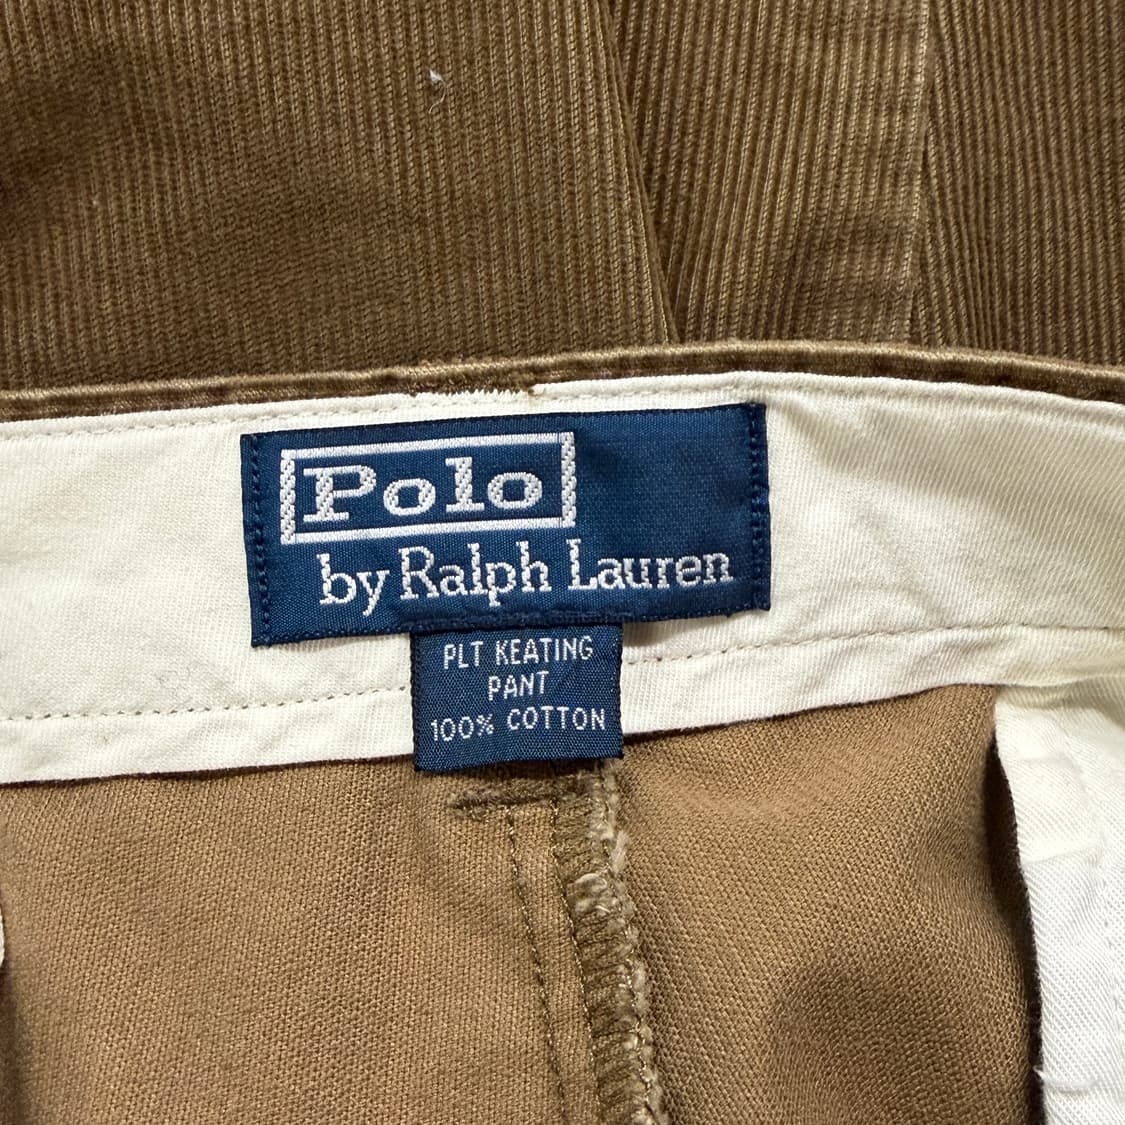 Polo
by Ralph Lauren
PLT KEATING
PANT
100% COTTON